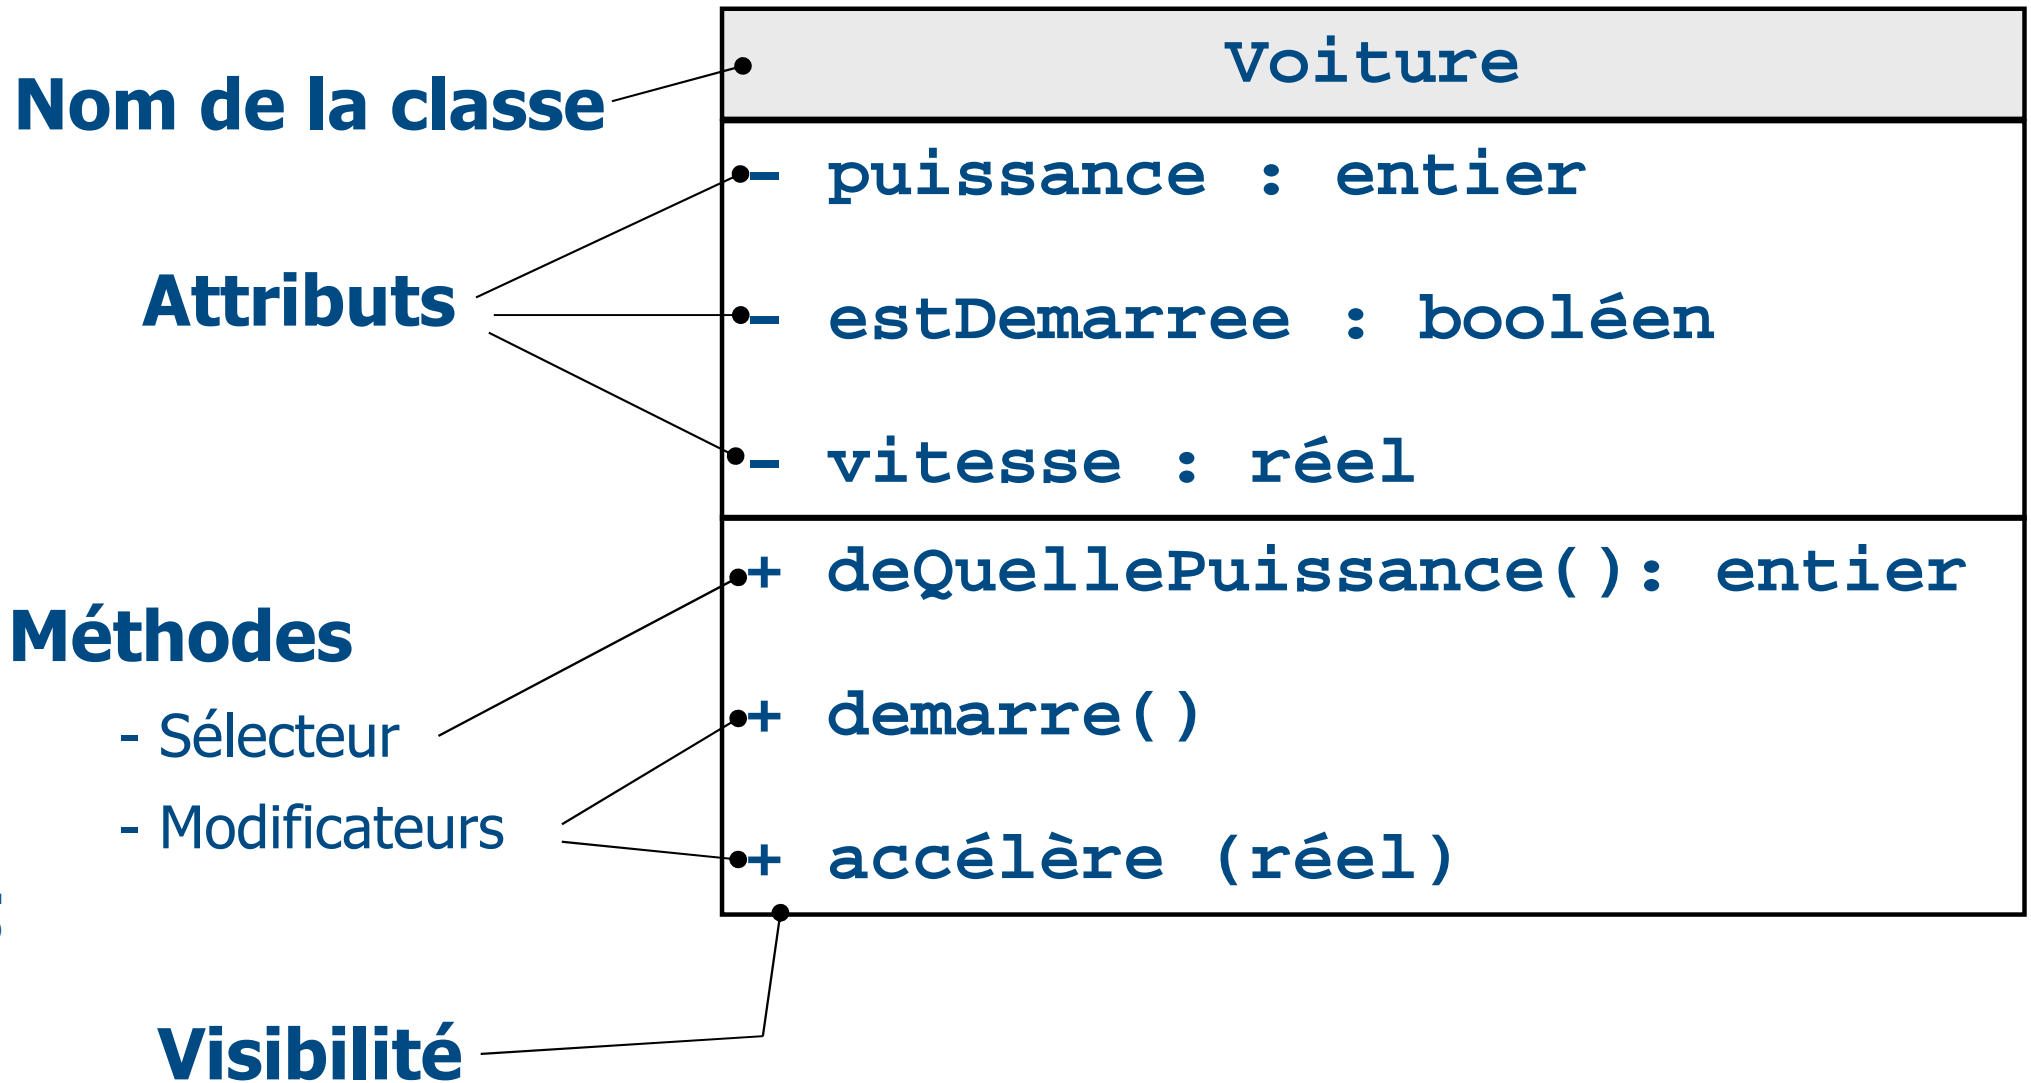 Nom de la classe
Voiture
Attributs
- puissance : entier
- estDemarree : booléen
- vitesse : réel
Méthodes
- Sélecteur
- Modificateurs
+ deQuellePuissance(): entier
+ demarre()
+ accélère (réel)
Visibilité